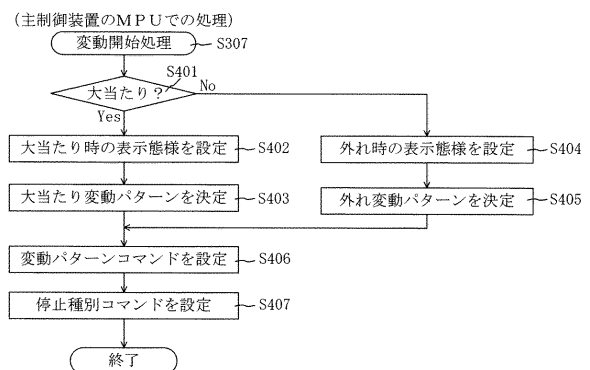 (主制御装置のMPUでの処理)
変動開始処理 S307
S401
大当たり? No
Yes
大当たり時の表示態様を設定 S402
外れ時の表示態様を設定 S404
大当たり変動パターンを決定 S403
外れ変動パターンを決定 S405
変動パターンコマンドを設定 S406
停止種別コマンドを設定 S407
終了